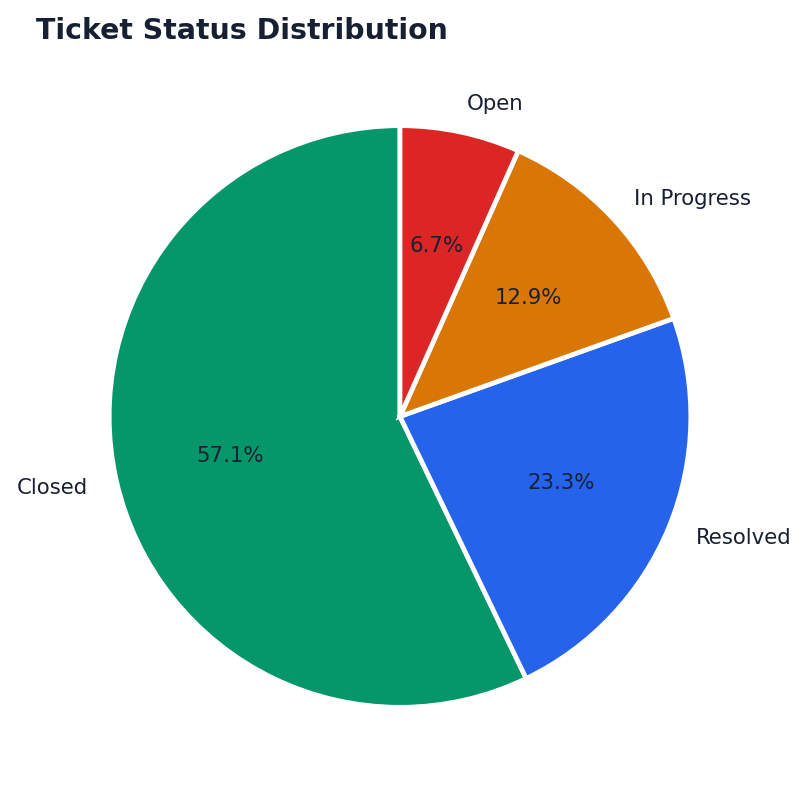 Ticket Status Distribution
Open
In Progress
6.7%
12.9%
57.1%
23.3%
Closed
Resolved